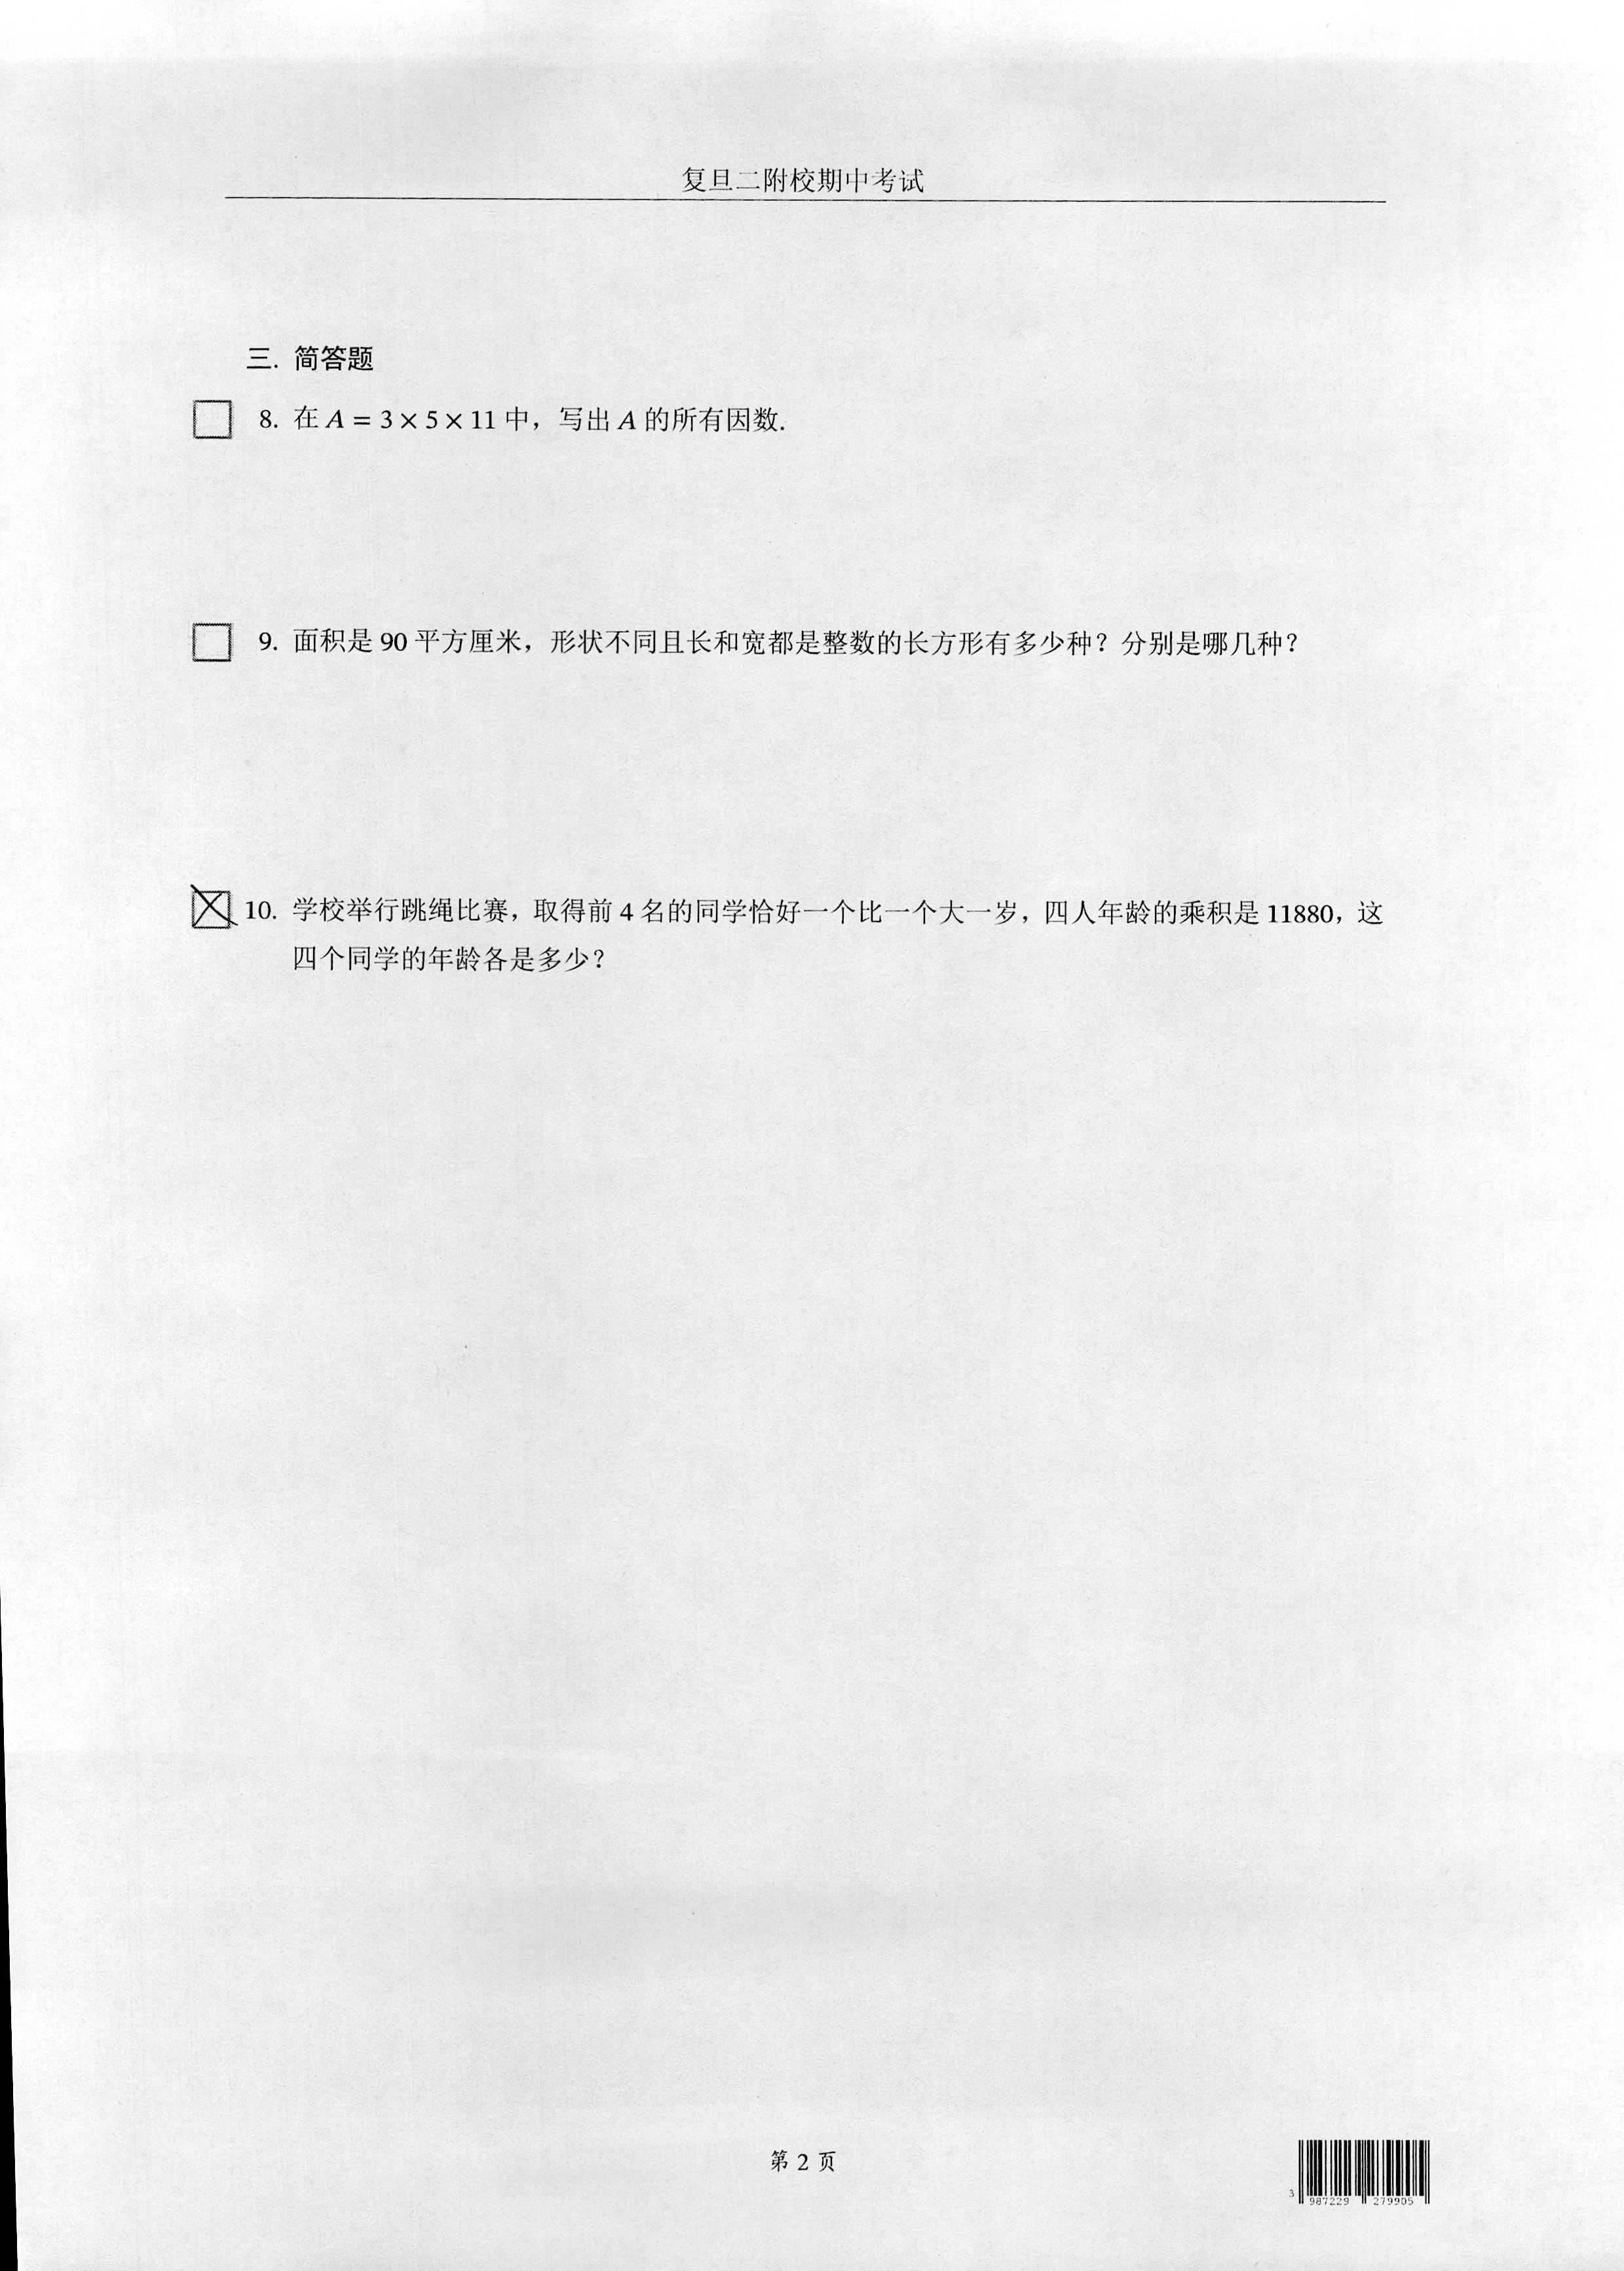 复旦二附校期中考试
三. 简答题
8. 在 A = 3 × 5 × 11 中，写出 A 的所有因数.
9. 面积是 90 平方厘米，形状不同且长和宽都是整数的长方形有多少种？分别是哪几种？
10. 学校举行跳绳比赛，取得前 4 名的同学恰好一个比一个大一岁，四人年龄的乘积是 11880，这
四个同学的年龄各是多少？
第 2 页
3 987229 279905